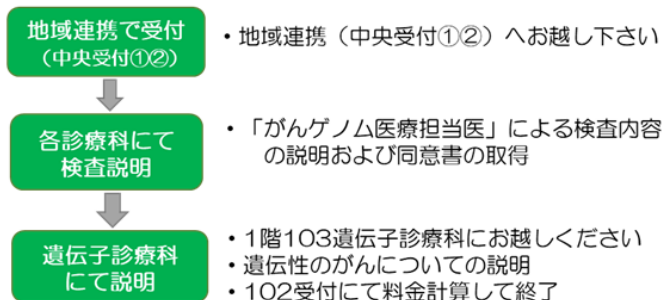 地域連携で受付
(中央受付①②)
・地域連携(中央受付①②)へお越し下さい
各診療科にて
検査説明
・「がんゲノム医療担当医」による検査内容
の説明および同意書の取得
遺伝子診療科
にて説明
・1階103遺伝子診療科にお越しください
・遺伝性のがんについての説明
・102受付にて料金計算して終了